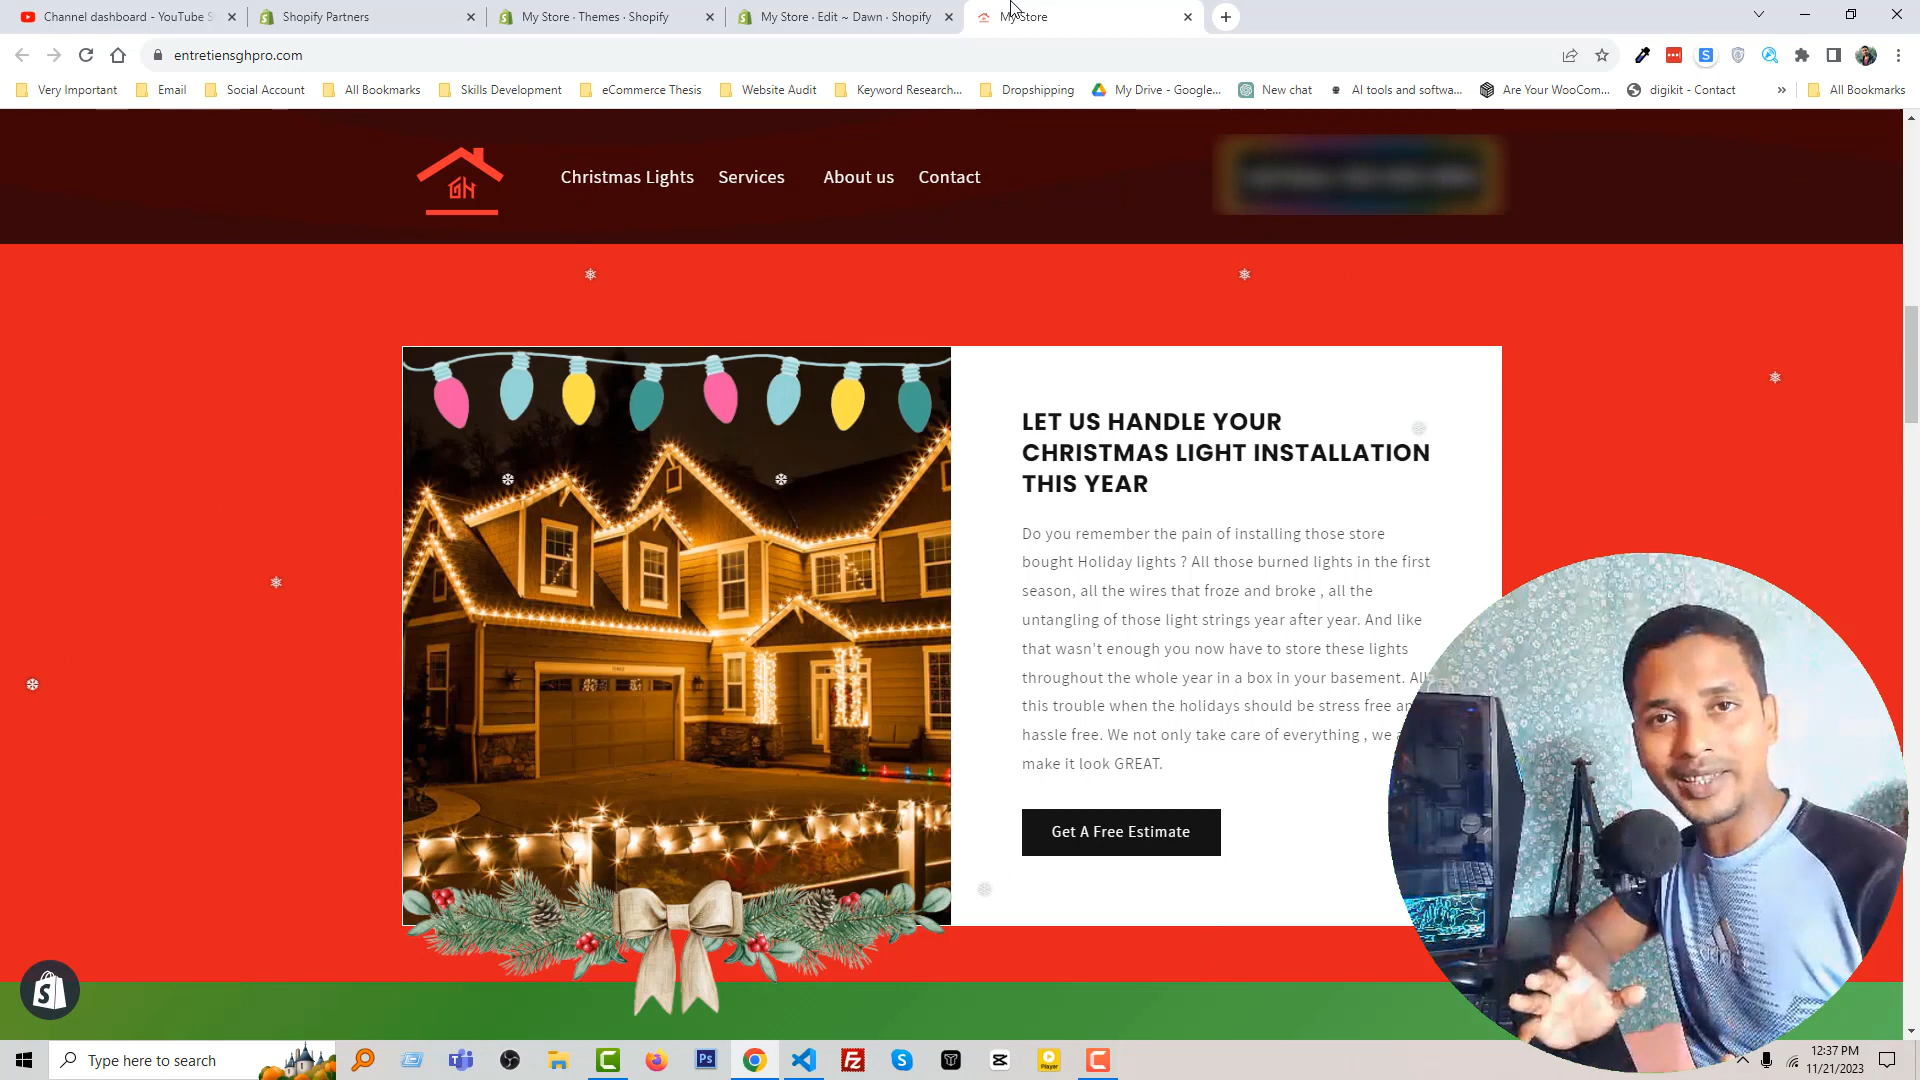 Channel dashboard - YouTube S
Shopify Partners
My Store · Themes · Shopify
My Store · Edit ~ Dawn · Shopify
My Store
entretiensghpro.com
Very Important
Email
Social Account
All Bookmarks
Skills Development
eCommerce Thesis
Website Audit
Keyword Research...
Dropshipping
My Drive - Google...
New chat
AI tools and softwa...
Are Your WooCom...
digikit - Contact
»
All Bookmarks
GH
Christmas Lights
Services
About us
Contact
LET US HANDLE YOUR
CHRISTMAS LIGHT INSTALLATION
THIS YEAR
Do you remember the pain of installing those store
bought Holiday lights ? All those burned lights in the first
season, all the wires that froze and broke , all the
untangling of those light strings year after year. And like
that wasn't enough you now have to store these lights
throughout the whole year in a box in your basement. All
this trouble when the holidays should be stress free an
hassle free. We not only take care of everything , we a
make it look GREAT.
Get A Free Estimate
Type here to search
12:37 PM
11/21/2023